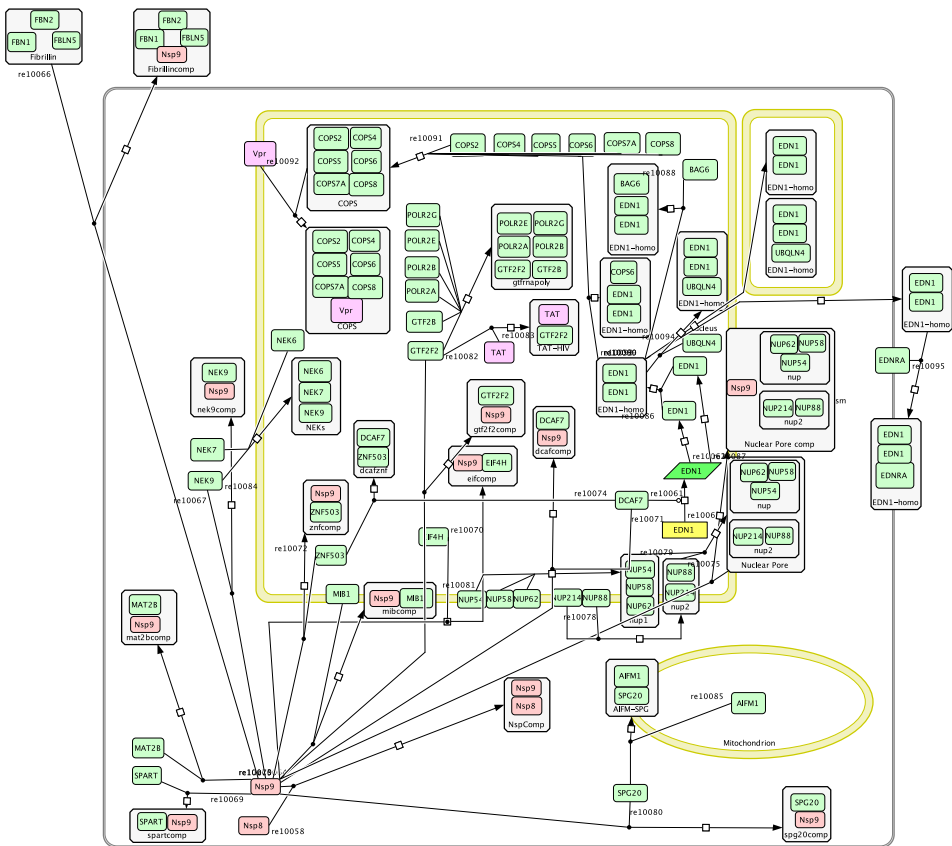 FBN2
FBN1
Fibrillin
FBN2
FBN1
FBLN5
Nsp9
Fibrillincomp
re10066
Vpr
re10092
COPS2
COPS4
COPS5
COPS6
COPS7A
COPS8
COPS
re10091
COPS2
COPS4
COPS5
COPS6
COPS7A
COPS8
re10088
BAG6
BAG6
EDN1
EDN1
EDN1-homo
EDN1
EDN1
EDN1-homo
EDN1
EDN1
UBQLN4
EDN1-homo
COPS2
COPS4
COPS5
COPS6
COPS7A
COPS8
Vpr
COPS
POLR2G
POLR2E
POLR2B
POLR2A
GTF2B
GTF2F2
POLR2E
POLR2G
POLR2A
POLR2B
GTF2F2
GTF2B
gtfrnapoly
TAT
GTF2F2
TAT-HIV
re10083
re10082
TAT
COPS6
EDN1
EDN1
EDN1-homo
EDN1
EDN1
UBQLN4
EDN1-homo
re10094
UBQLN4
EDN1
EDN1
EDN1-homo
EDNRA
re10095
EDN1
EDN1
EDN1-homo
re10086
EDN1
EDN1
NEK6
NEK9
Nsp9
nek9comp
NEK6
NEK7
NEK9
NEKs
NEK7
NEK9
re10084
re10067
GTF2F2
Nsp9
gtf2f2comp
DCAF7
Nsp9
dcafcomp
DCAF7
ZNF503
dcafznf
Nsp9
EIF4H
eifcomp
Nsp9
NUP62
NUP58
NUP54
nup
NUP214
NUP88
nup2
Nuclear Pore comp
EDN1
EDN1
EDNRA
EDN1-homo
EDN1
EDN1
re10074
DCAF7
re10061
re10071
NUP62
NUP58
NUP54
nup
NUP214
NUP88
nup2
Nuclear Pore
Nsp9
ZNF503
znfcomp
re10072
ZNF503
re10070
re10079
re10075
NUP54
NUP58
NUP62
nup1
NUP88
nup2
MIB1
Nsp9
MIB1
mibcomp
re10081
NUP58
NUP62
NUP214
NUP88
re10078
MAT2B
Nsp9
mat2bcomp
Nsp9
Nsp8
NspComp
AIFM1
SPG20
AIFM-SPG
re10085
AIFM1
Mitochondrion
MAT2B
SPART
re10069
Nsp9
SPART
Nsp9
spartcomp
Nsp8
re10058
SPG20
re10080
SPG20
Nsp9
spg20comp